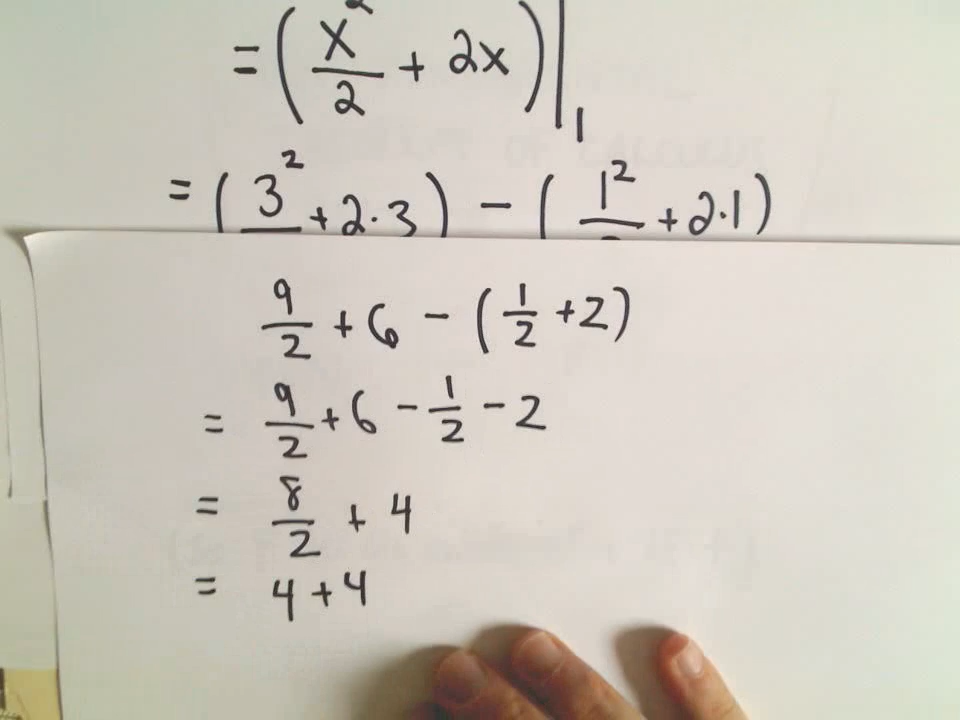 = (x²/2 + 2x)|₁
= (3²/ + 2·3) - (1²/ + 2·1)
9/2 + 6 - (1/2 + 2)
= 9/2 + 6 - 1/2 - 2
= 8/2 + 4
= 4 + 4